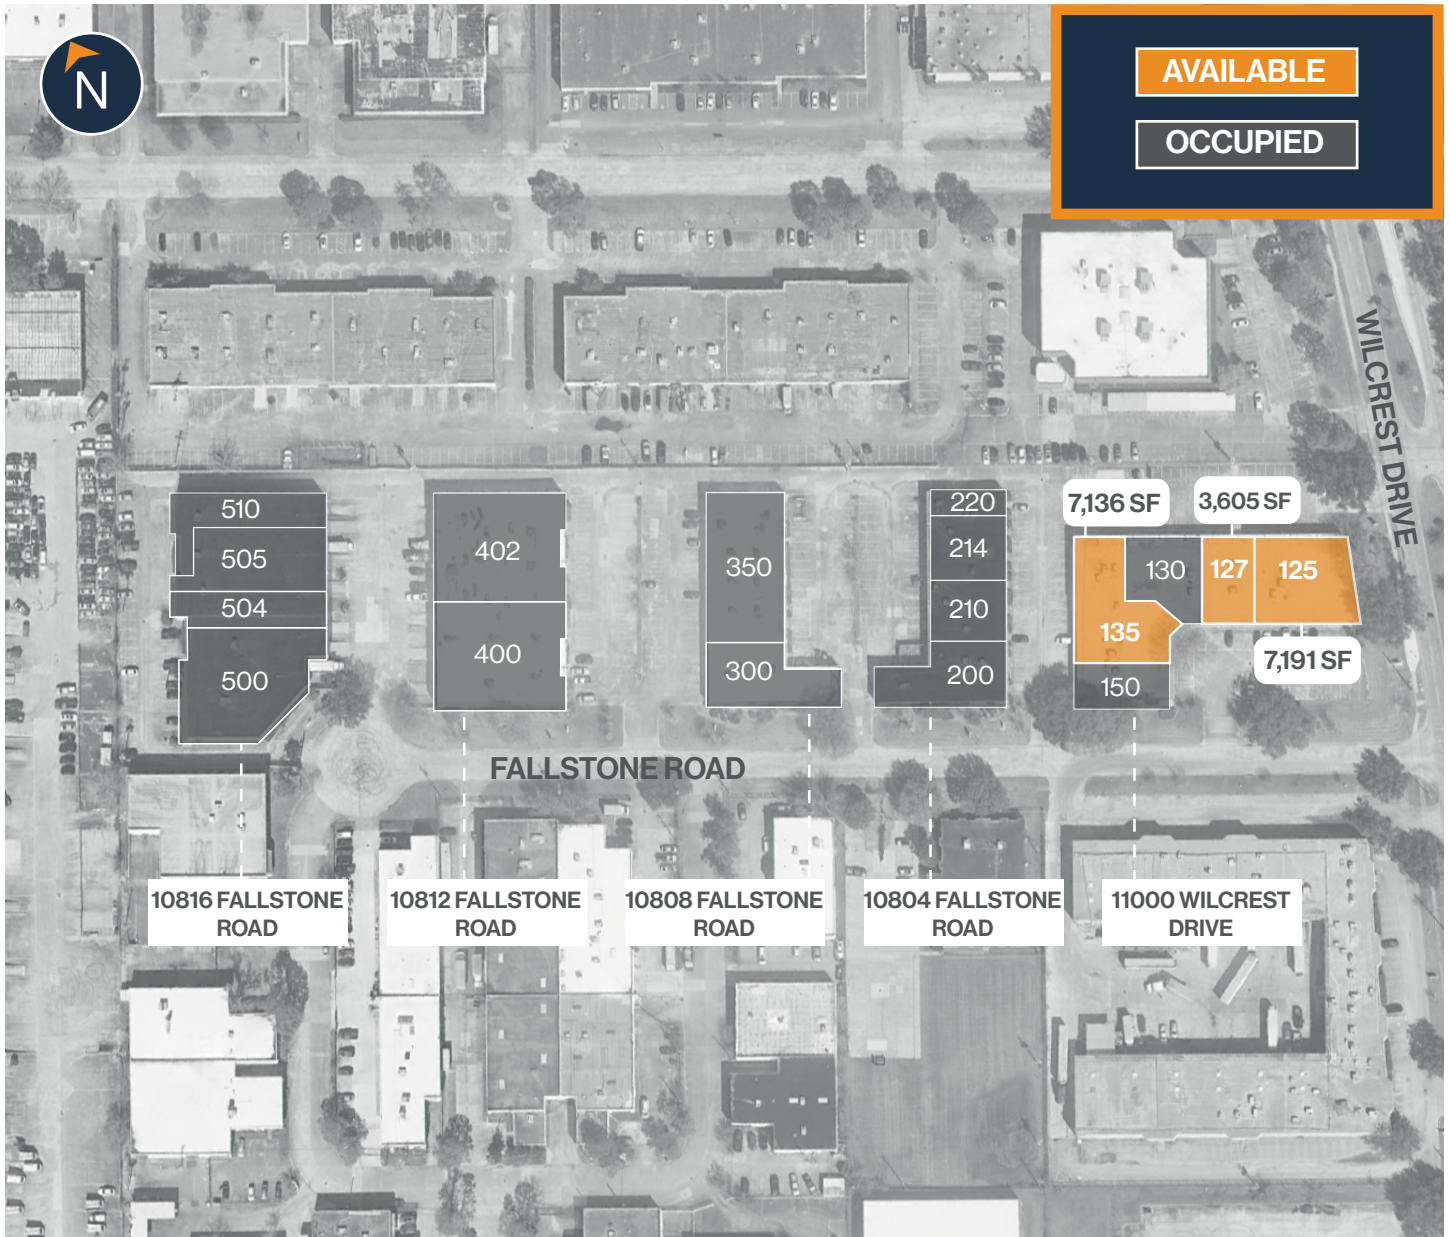 N
AVAILABLE
OCCUPIED
WILCREST DRIVE
510
505
504
500
402
400
350
300
220
214
210
200
7,136 SF
3,605 SF
130
127
125
135
7,191 SF
150
FALLSTONE ROAD
10816 FALLSTONE
ROAD
10812 FALLSTONE
ROAD
10808 FALLSTONE
ROAD
10804 FALLSTONE
ROAD
11000 WILCREST
DRIVE